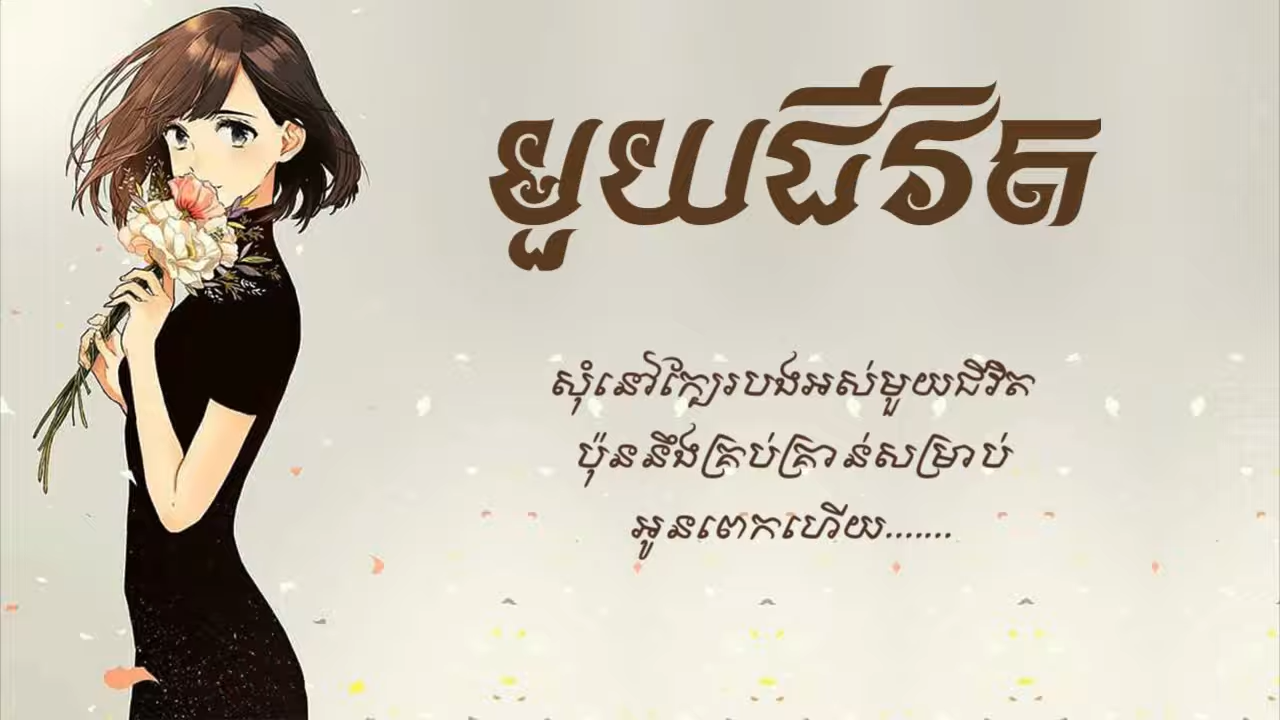 មួយជីវិត
សុំនៅក្បែរបងអស់មួយជីវិត
ប៉ុននឹងគ្រប់គ្រាន់សម្រាប់
អូនពេកហើយ.......